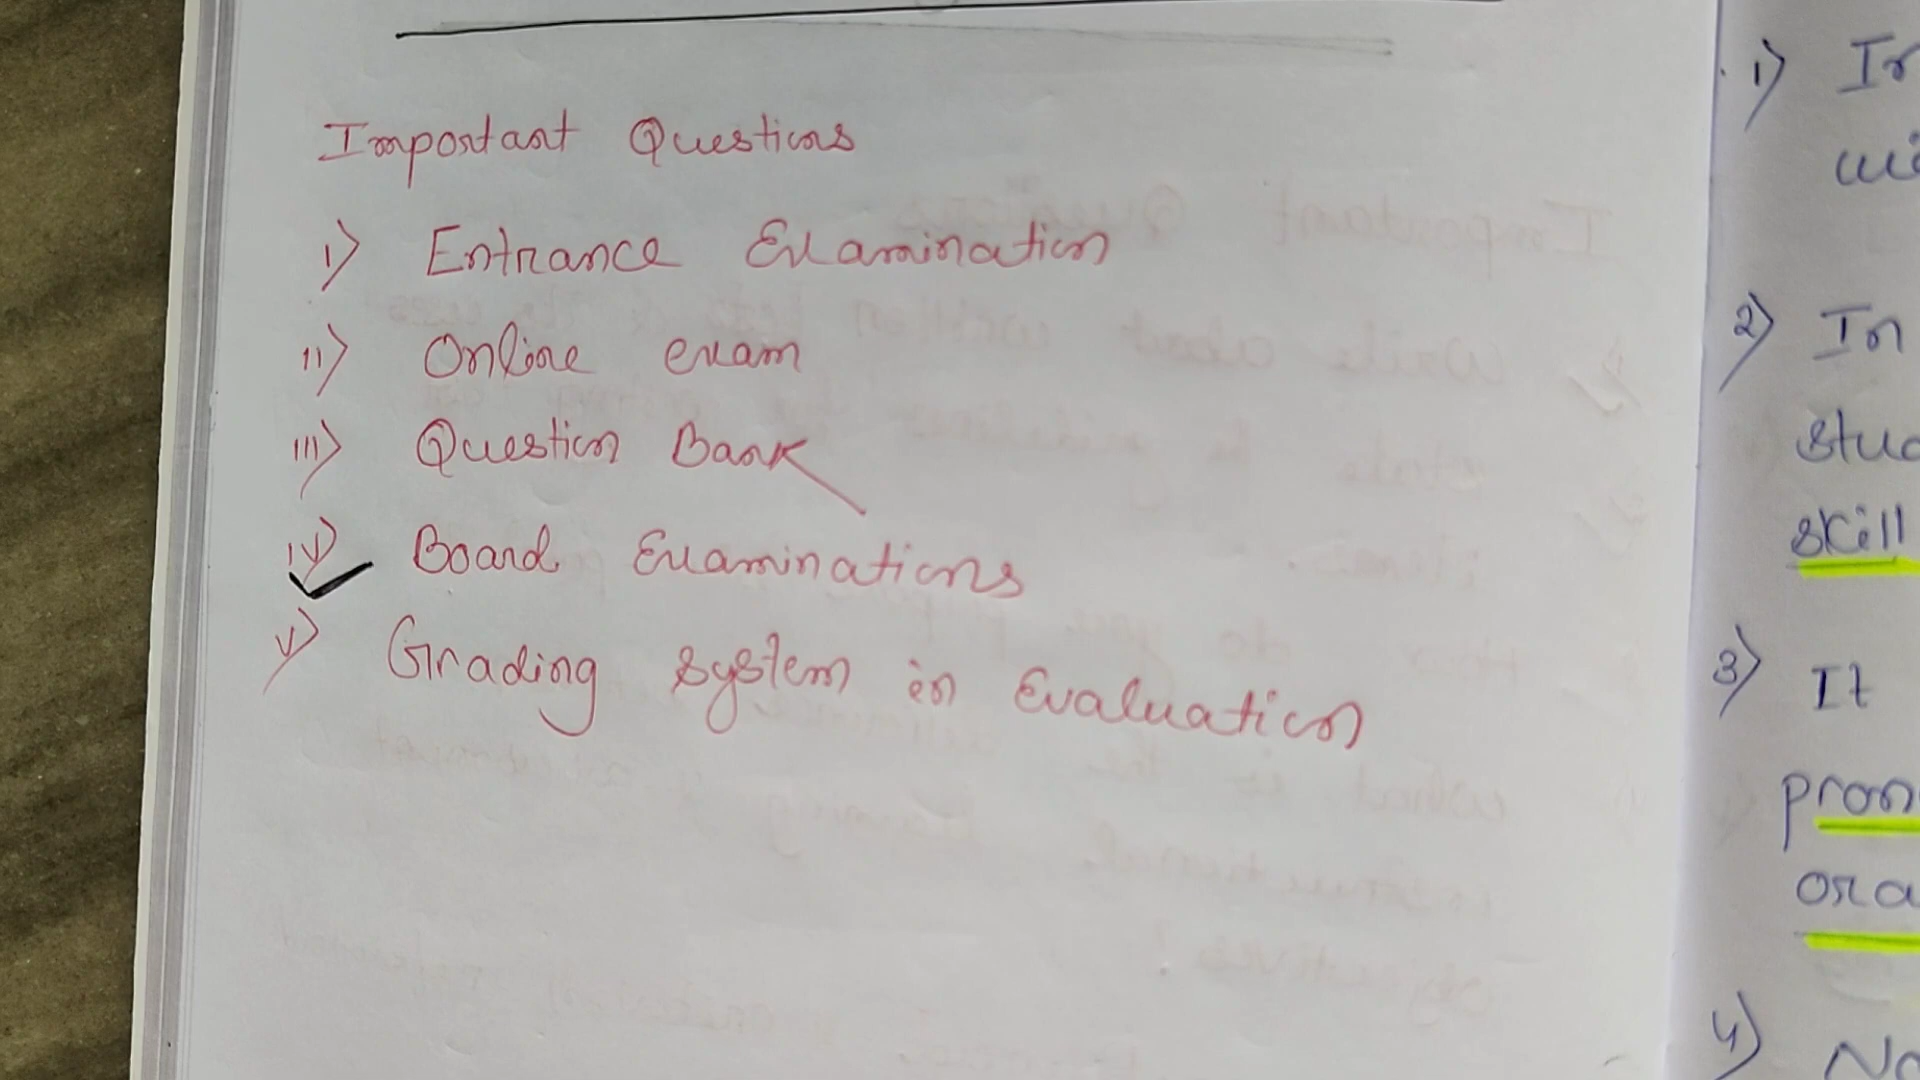 Important Questions
i) Entrance Examination
ii) Online exam
iii) Question Bank
iv) Board Examinations
v) Grading system in Evaluation
1)
2) In
skill
3) It
4)